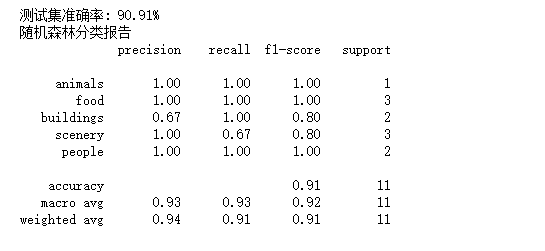 测试集准确率: 90.91%
随机森林分类报告
precision recall f1-score support
animals 1.00 1.00 1.00 1
food 1.00 1.00 1.00 3
buildings 0.67 1.00 0.80 2
scenery 1.00 0.67 0.80 3
people 1.00 1.00 1.00 2
accuracy 0.91 11
macro avg 0.93 0.93 0.92 11
weighted avg 0.94 0.91 0.91 11